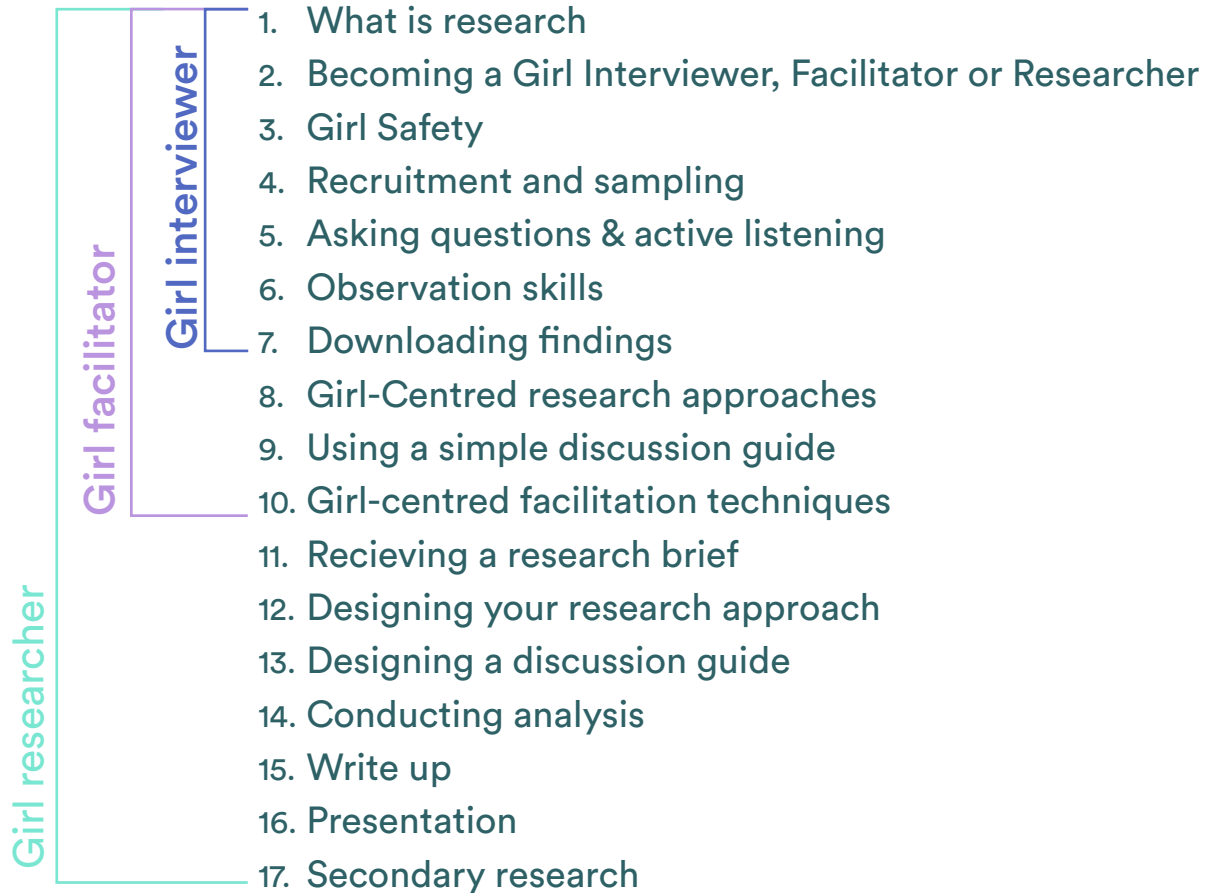 1. What is research
2. Becoming a Girl Interviewer, Facilitator or Researcher
3. Girl Safety
4. Recruitment and sampling
5. Asking questions & active listening
6. Observation skills
7. Downloading findings
8. Girl-Centred research approaches
9. Using a simple discussion guide
10. Girl-centred facilitation techniques
11. Recieving a research brief
12. Designing your research approach
13. Designing a discussion guide
14. Conducting analysis
15. Write up
16. Presentation
17. Secondary research
Girl interviewer
Girl facilitator
Girl researcher